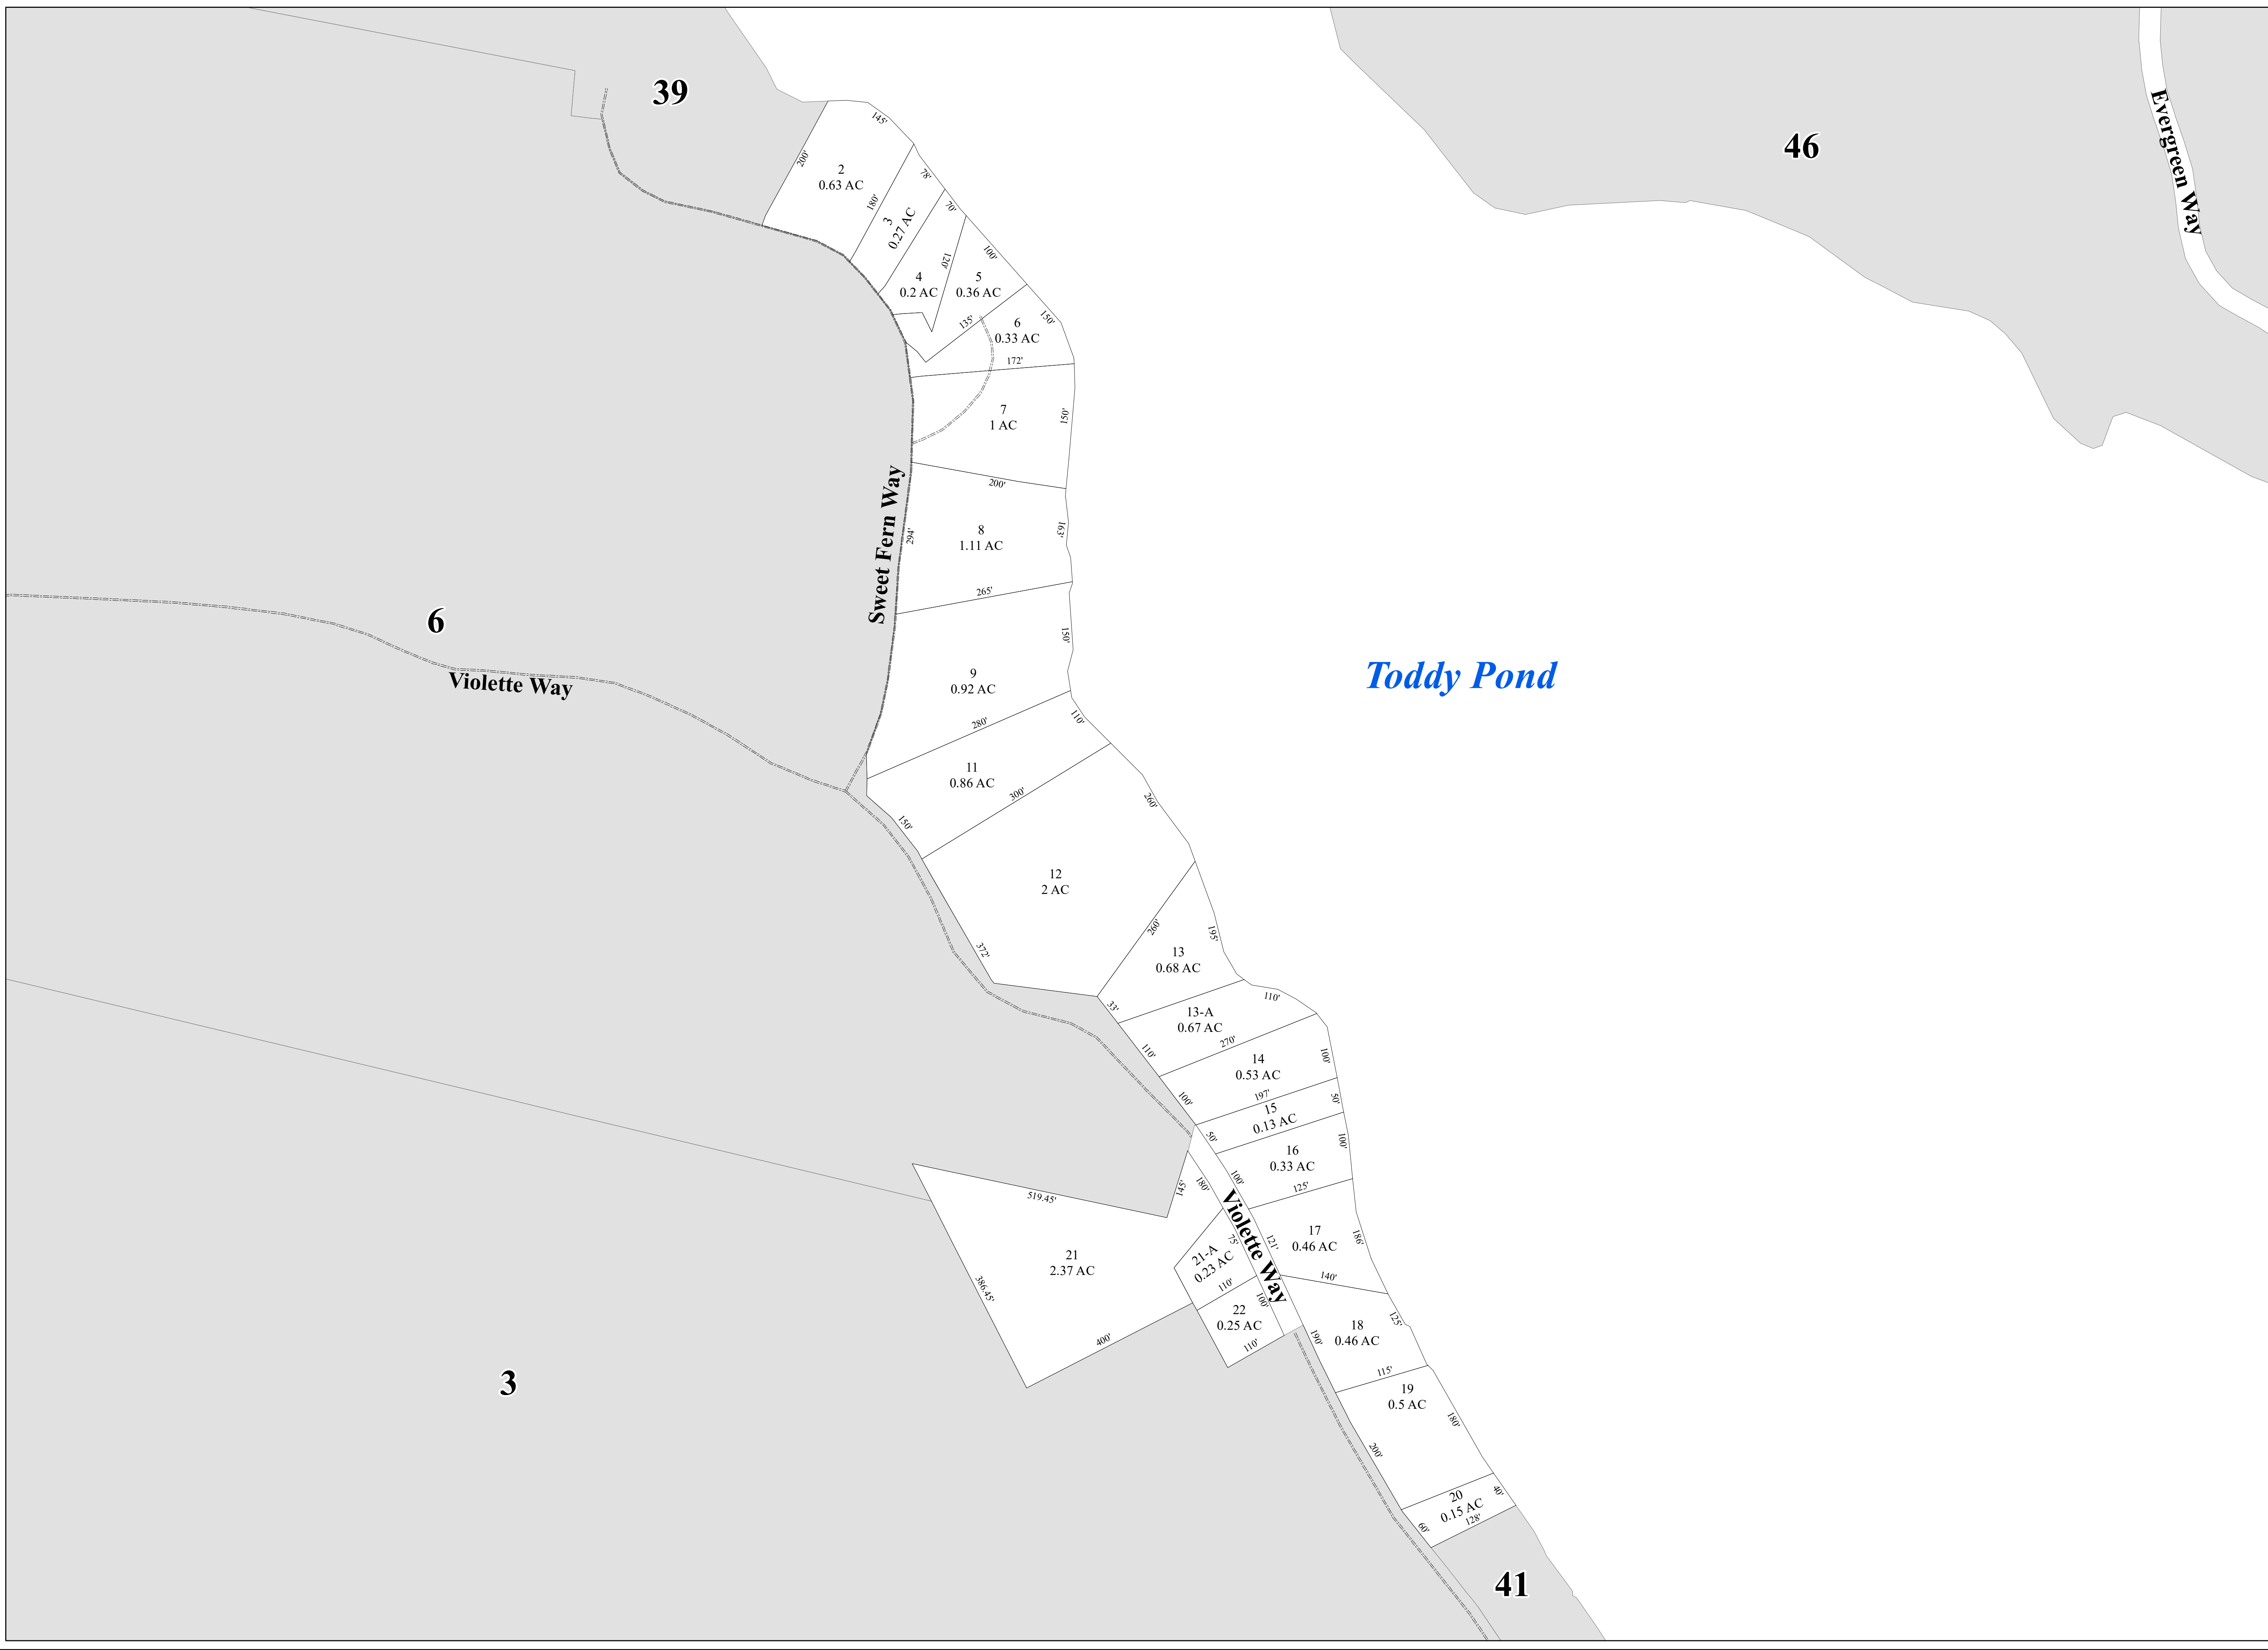 39
46
Evergreen Way
145'
200'
2
0.63 AC
180'
78'
3
0.27 AC
70'
4
0.2 AC
120'
100'
5
0.36 AC
135'
150'
6
0.33 AC
172'
7
1 AC
150'
200'
Sweet Fern Way
294'
8
1.11 AC
163'
265'
6
Violette Way
9
0.92 AC
150'
280'
110'
Toddy Pond
11
0.86 AC
300'
150'
260'
12
2 AC
372'
260'
195'
13
0.68 AC
33'
110'
13-A
0.67 AC
110'
270'
14
0.53 AC
100'
100'
197'
15
0.13 AC
50'
50'
16
0.33 AC
100'
100'
125'
519.45'
145'
180'
Violette Way
17
0.46 AC
121'
186'
140'
21
2.37 AC
386.45'
400'
21-A
0.23 AC
75'
110'
22
0.25 AC
100'
110'
18
0.46 AC
190'
125'
115'
19
0.5 AC
180'
200'
3
20
0.15 AC
40'
60'
128'
41